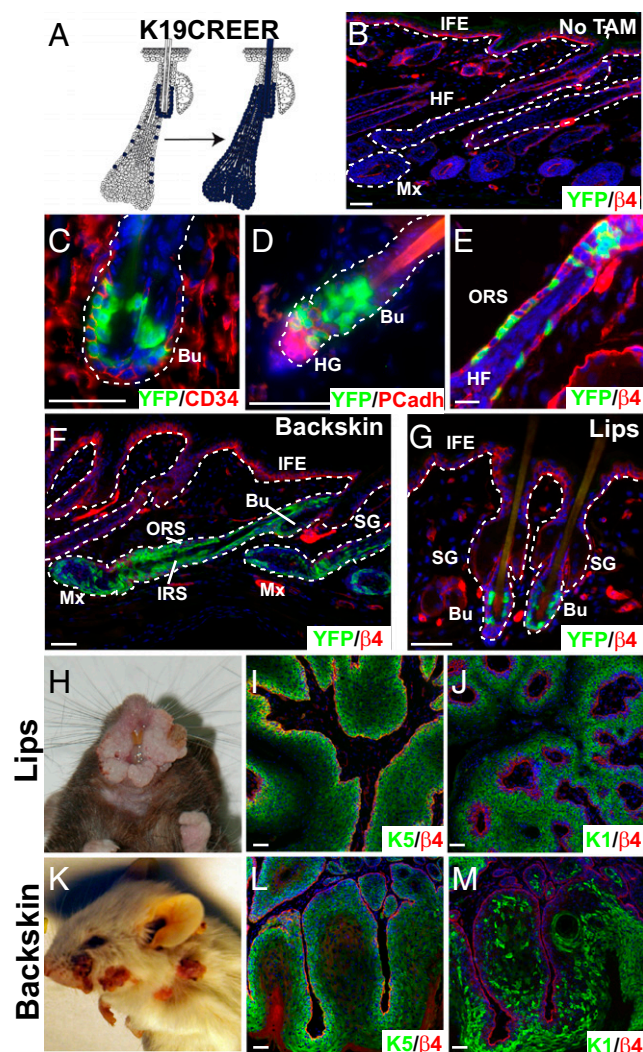 A
K19CREER
B
IFE
No TAM
HF
Mx
YFP/β4
C
Bu
YFP/CD34
D
Bu
HG
YFP/PCadh
E
ORS
HF
YFP/β4
F
Backskin
IFE
Bu
ORS
SG
IRS
Mx
Mx
YFP/β4
G
Lips
IFE
SG
SG
Bu
Bu
YFP/β4
Lips
H
I
K5/β4
J
K1/β4
Backskin
K
L
K5/β4
M
K1/β4